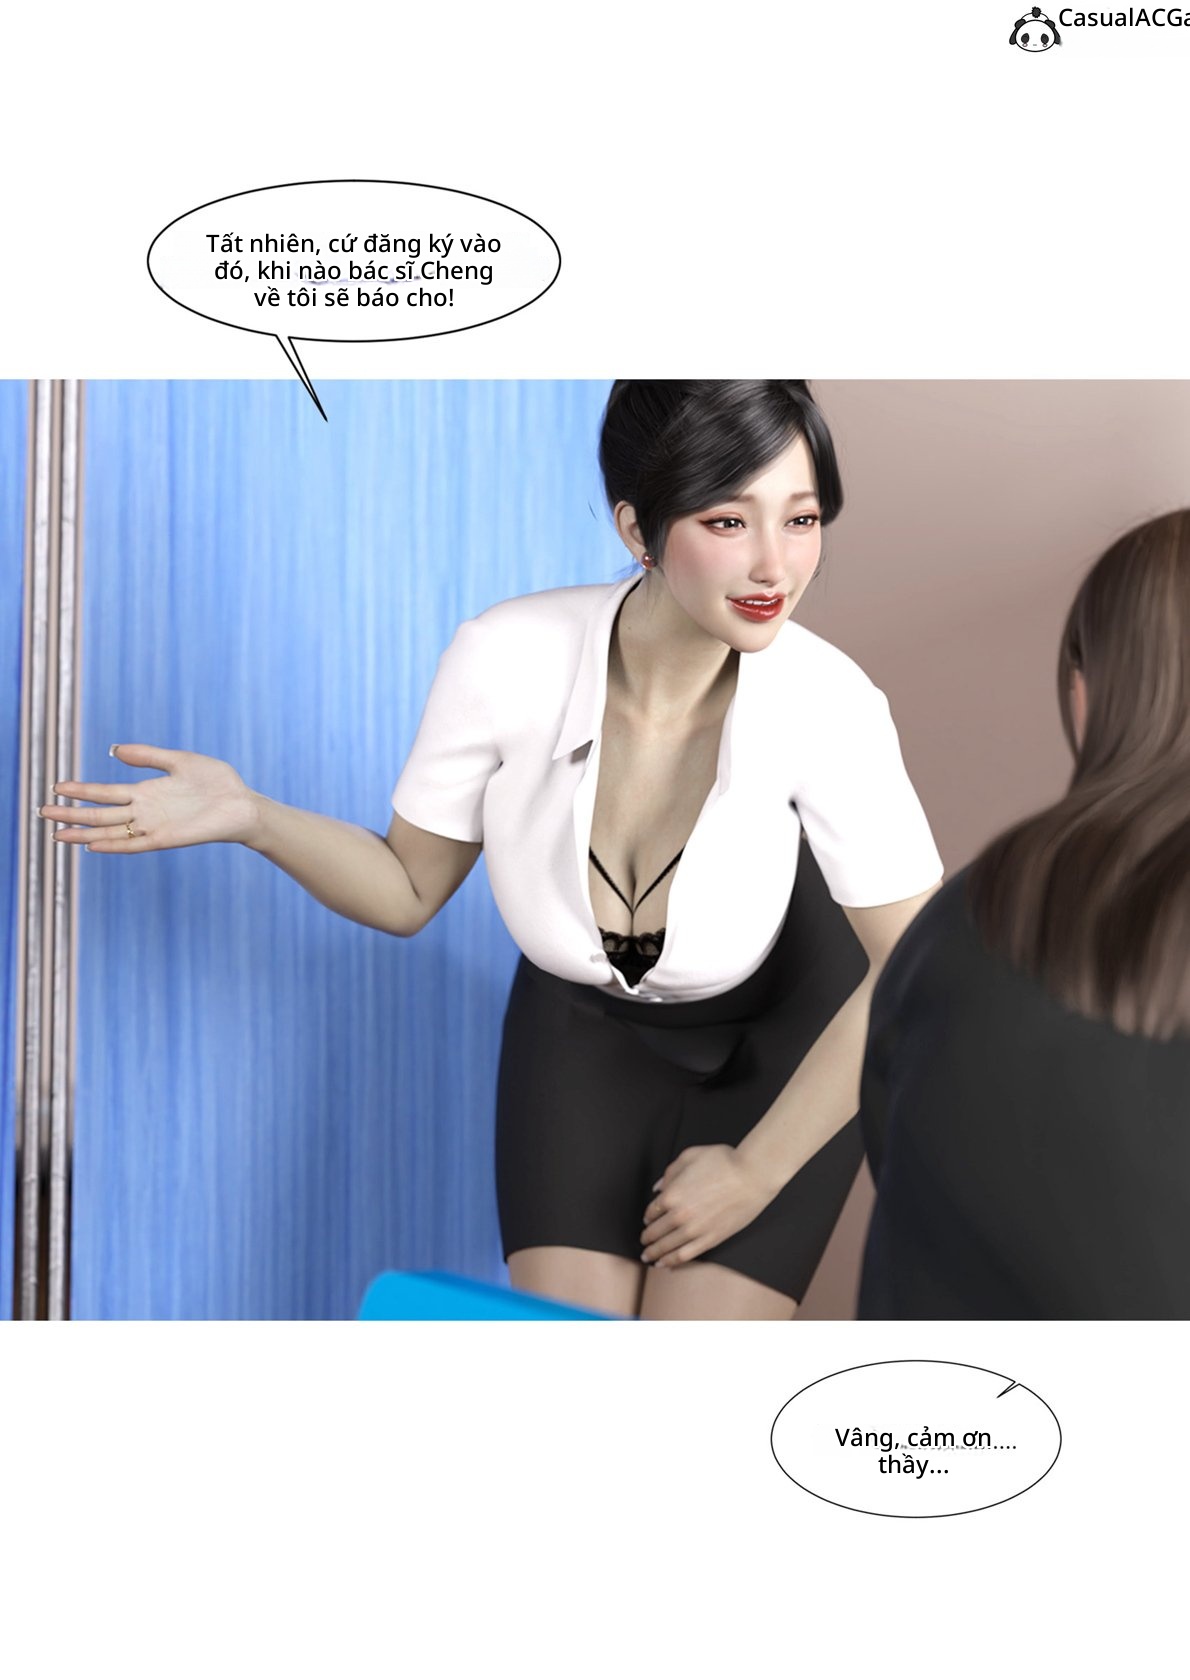 CasualACGa
Tất nhiên, cứ đăng ký vào
đó, khi nào bác sĩ Cheng
về tôi sẽ báo cho!
Vâng, cảm ơn....
thầy...